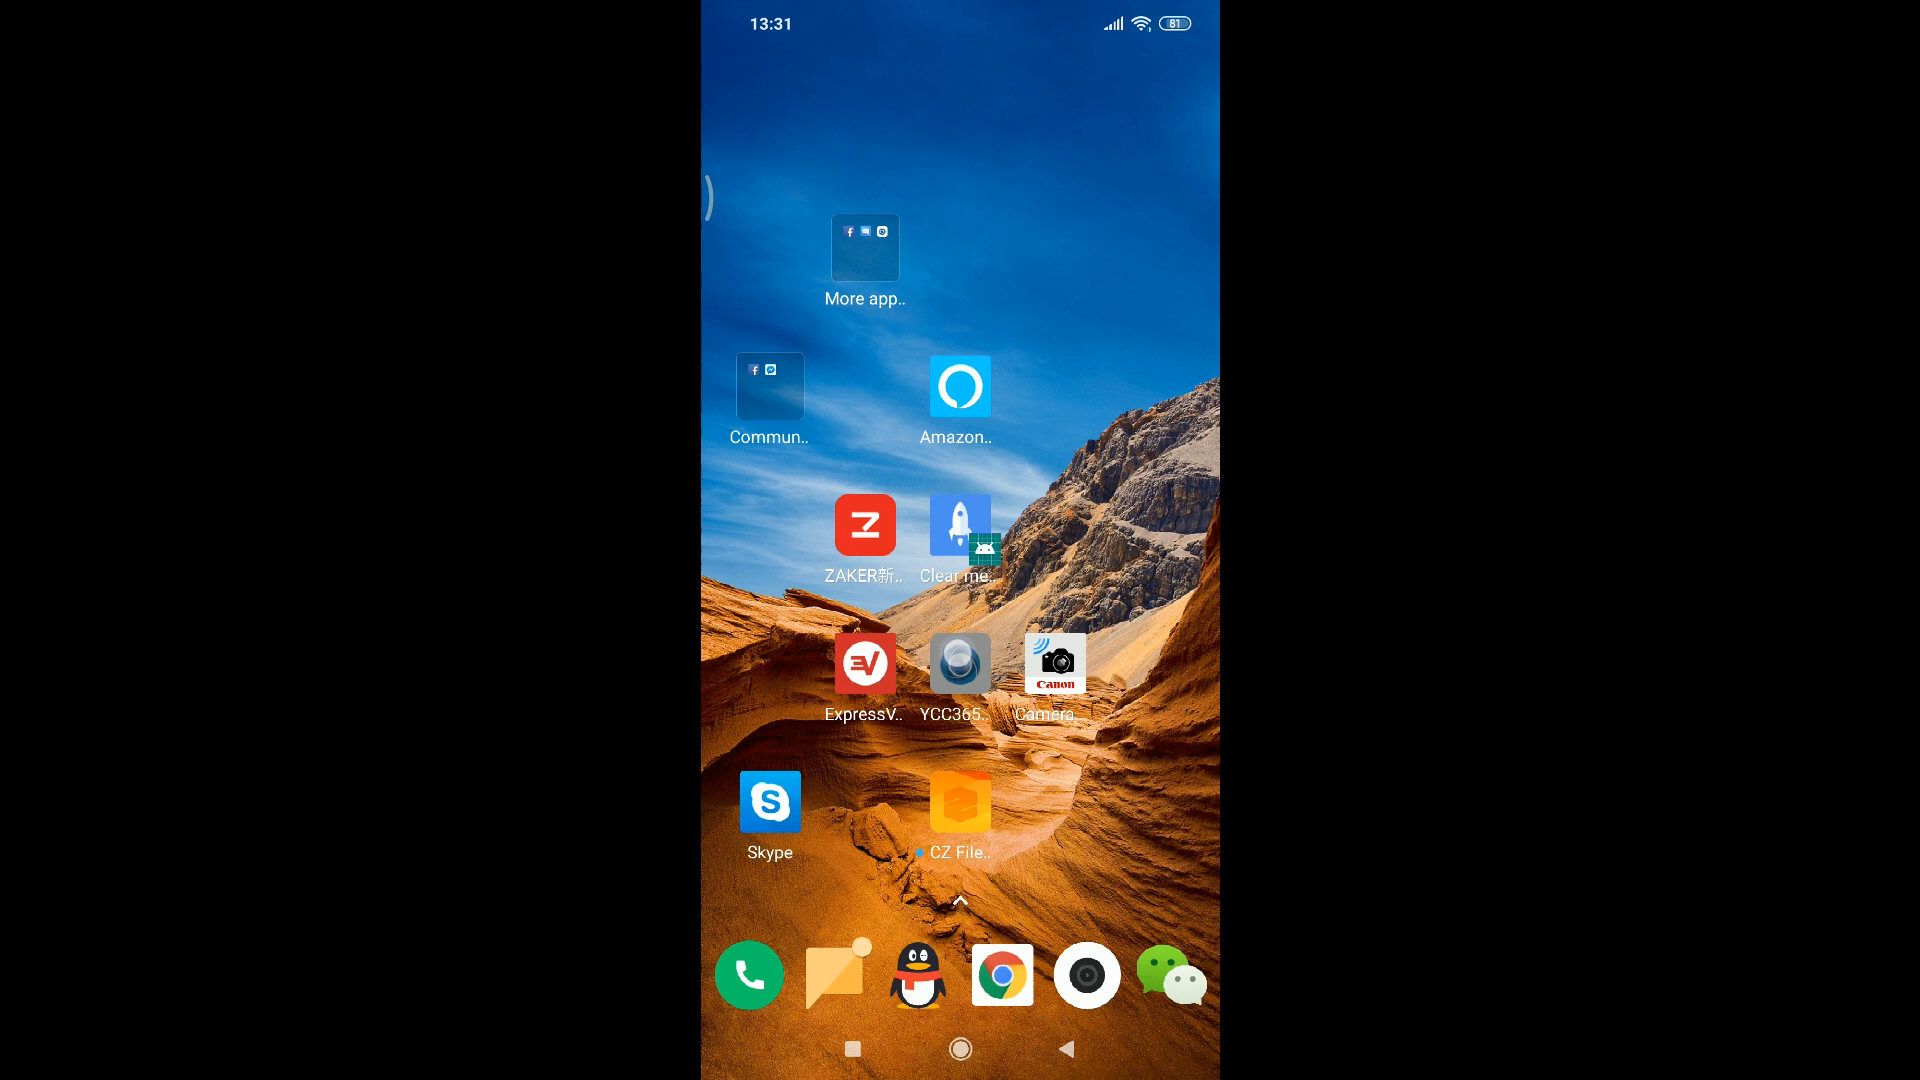 13:31
81
More app..
Commun..
Amazon..
ZAKER新..
Clear me..
ExpressV..
YCC365..
Canon
Camera..
Skype
CZ File..